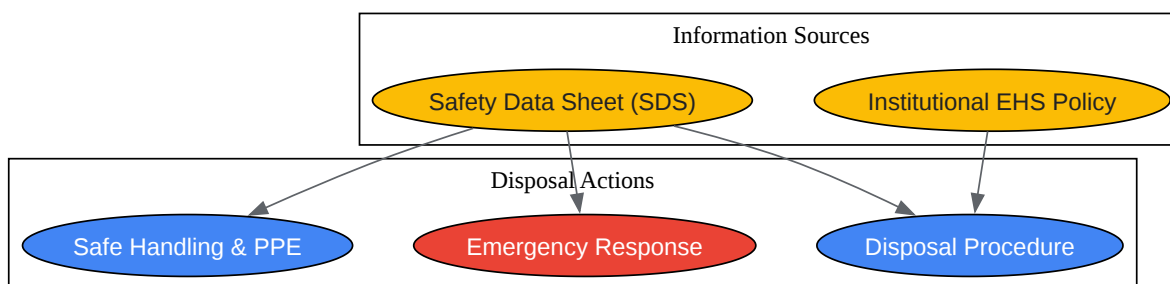 Information Sources
Safety Data Sheet (SDS)
Institutional EHS Policy
Disposal Actions
Safe Handling & PPE
Emergency Response
Disposal Procedure